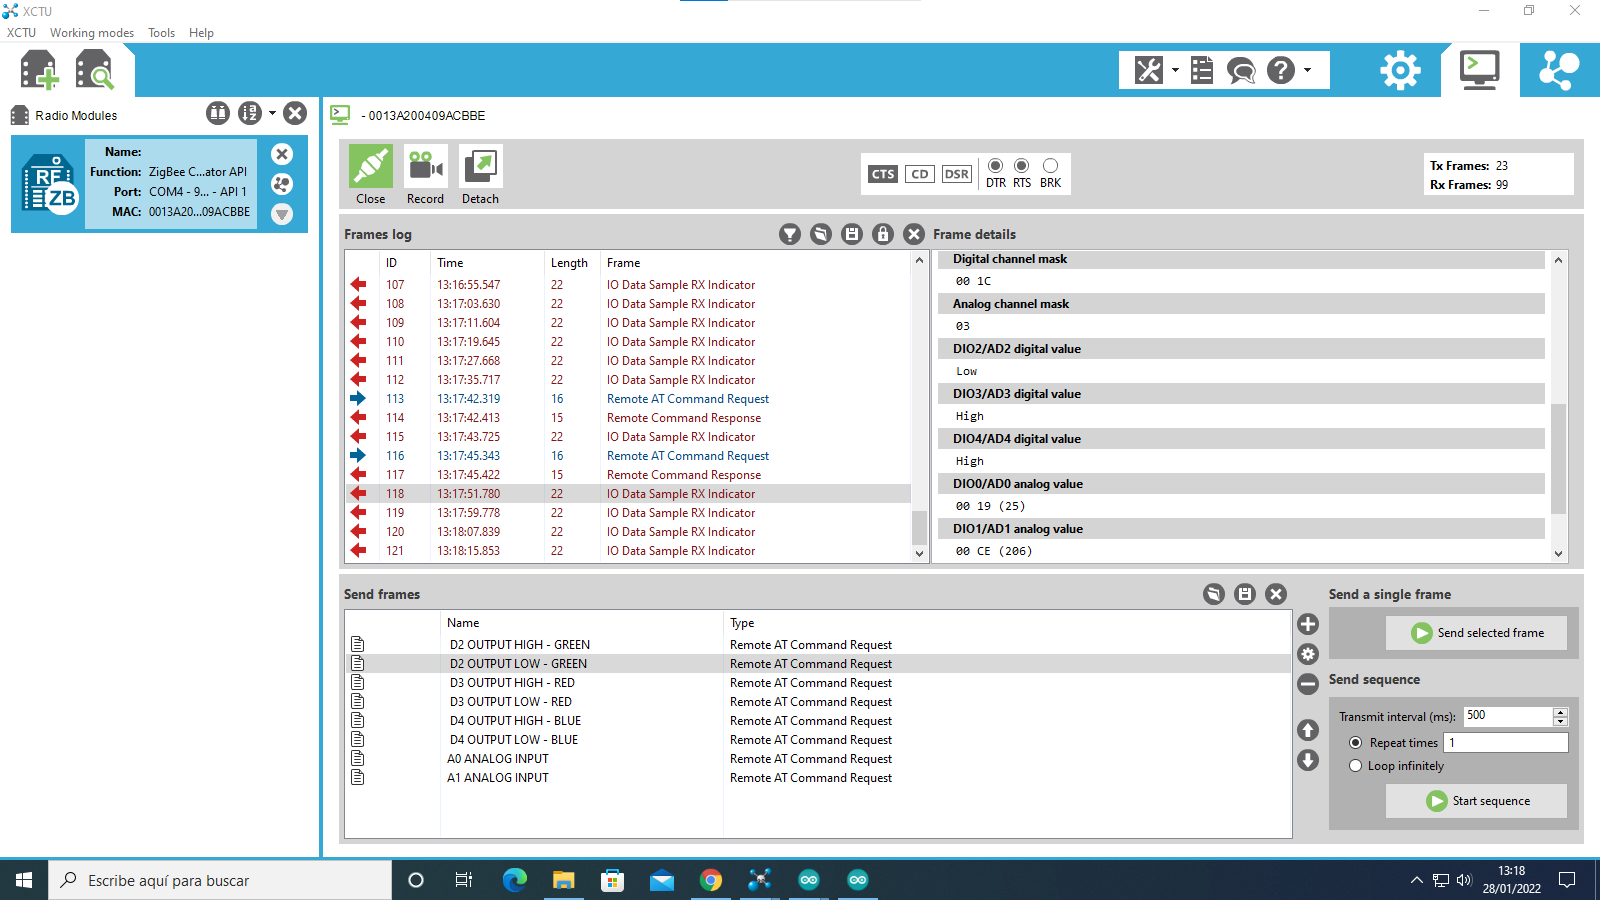 XCTU
XCTU Working modes Tools Help
Radio Modules
- 0013A200409ACBBE
RF
ZB
Name:
Function: ZigBee C...ator API
Port: COM4 - 9... - API 1
MAC: 0013A20...09ACBBE
Close
Record
Detach
CTS CD DSR
DTR RTS BRK
Tx Frames: 23
Rx Frames: 99
Frames log
ID Time Length Frame
107 13:16:55.547 22 IO Data Sample RX Indicator
108 13:17:03.630 22 IO Data Sample RX Indicator
109 13:17:11.604 22 IO Data Sample RX Indicator
110 13:17:19.645 22 IO Data Sample RX Indicator
111 13:17:27.668 22 IO Data Sample RX Indicator
112 13:17:35.717 22 IO Data Sample RX Indicator
113 13:17:42.319 16 Remote AT Command Request
114 13:17:42.413 15 Remote Command Response
115 13:17:43.725 22 IO Data Sample RX Indicator
116 13:17:45.343 16 Remote AT Command Request
117 13:17:45.422 15 Remote Command Response
118 13:17:51.780 22 IO Data Sample RX Indicator
119 13:17:59.778 22 IO Data Sample RX Indicator
120 13:18:07.839 22 IO Data Sample RX Indicator
121 13:18:15.853 22 IO Data Sample RX Indicator
Frame details
Digital channel mask
00 1C
Analog channel mask
03
DIO2/AD2 digital value
Low
DIO3/AD3 digital value
High
DIO4/AD4 digital value
High
DIO0/AD0 analog value
00 19 (25)
DIO1/AD1 analog value
00 CE (206)
Send frames
Name Type
D2 OUTPUT HIGH - GREEN Remote AT Command Request
D2 OUTPUT LOW - GREEN Remote AT Command Request
D3 OUTPUT HIGH - RED Remote AT Command Request
D3 OUTPUT LOW - RED Remote AT Command Request
D4 OUTPUT HIGH - BLUE Remote AT Command Request
D4 OUTPUT LOW - BLUE Remote AT Command Request
A0 ANALOG INPUT Remote AT Command Request
A1 ANALOG INPUT Remote AT Command Request
Send a single frame
Send selected frame
Send sequence
Transmit interval (ms): 500
Repeat times 1
Loop infinitely
Start sequence
Escribe aquí para buscar
13:18
28/01/2022